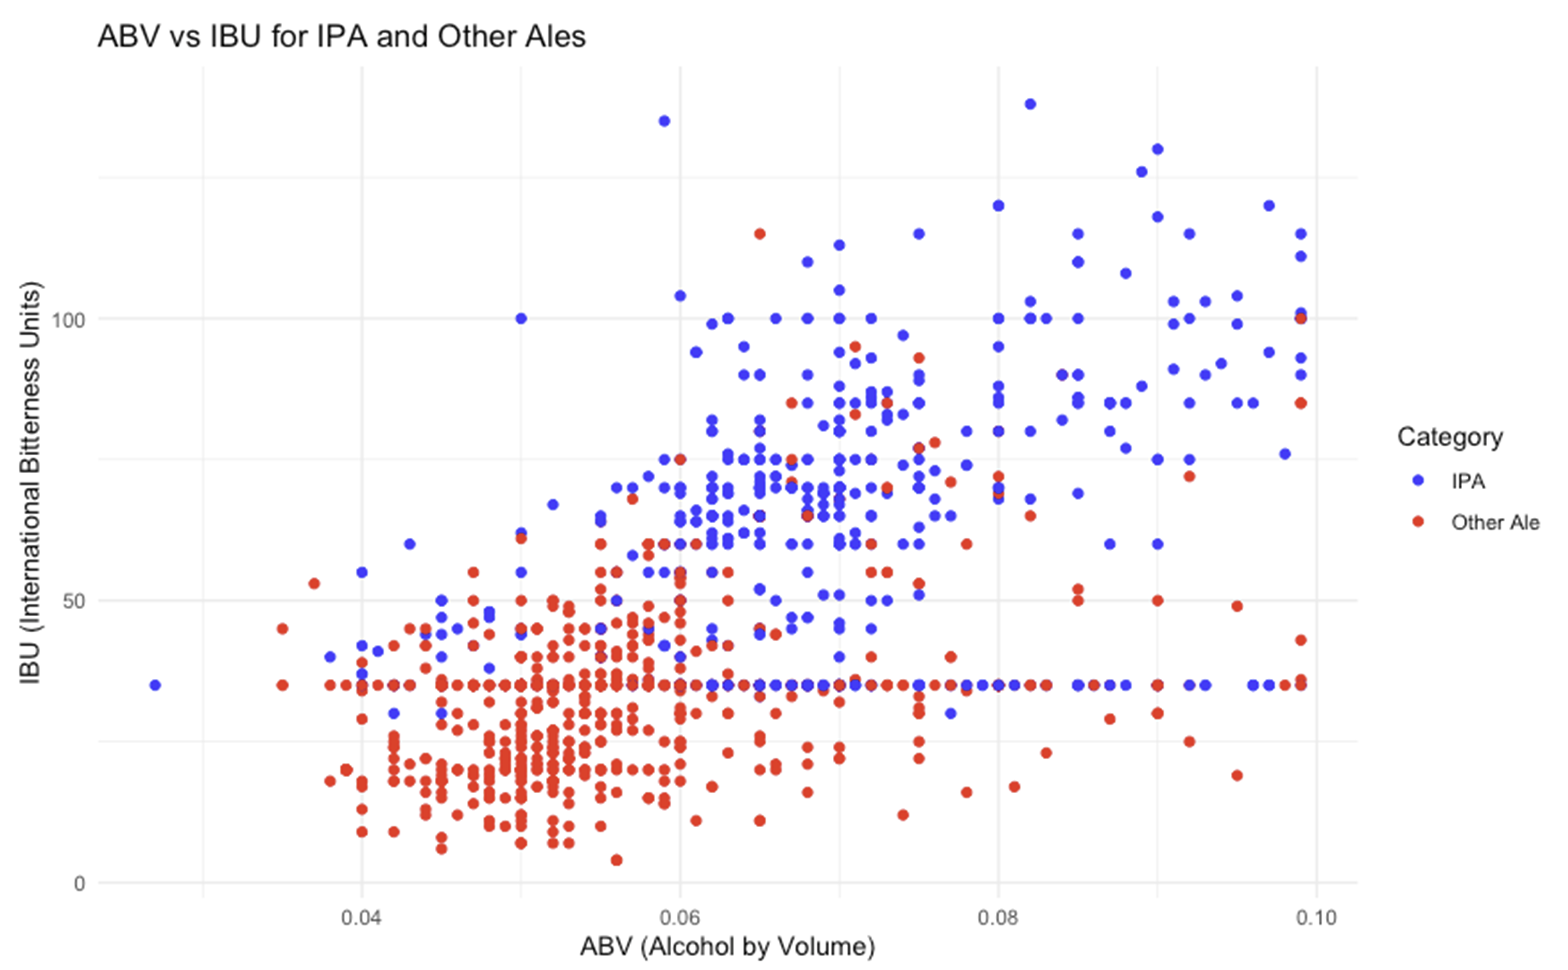 ABV vs IBU for IPA and Other Ales
IBU (International Bitterness Units)
100
50
0
0.04
0.06
0.08
0.10
ABV (Alcohol by Volume)
Category
IPA
Other Ale